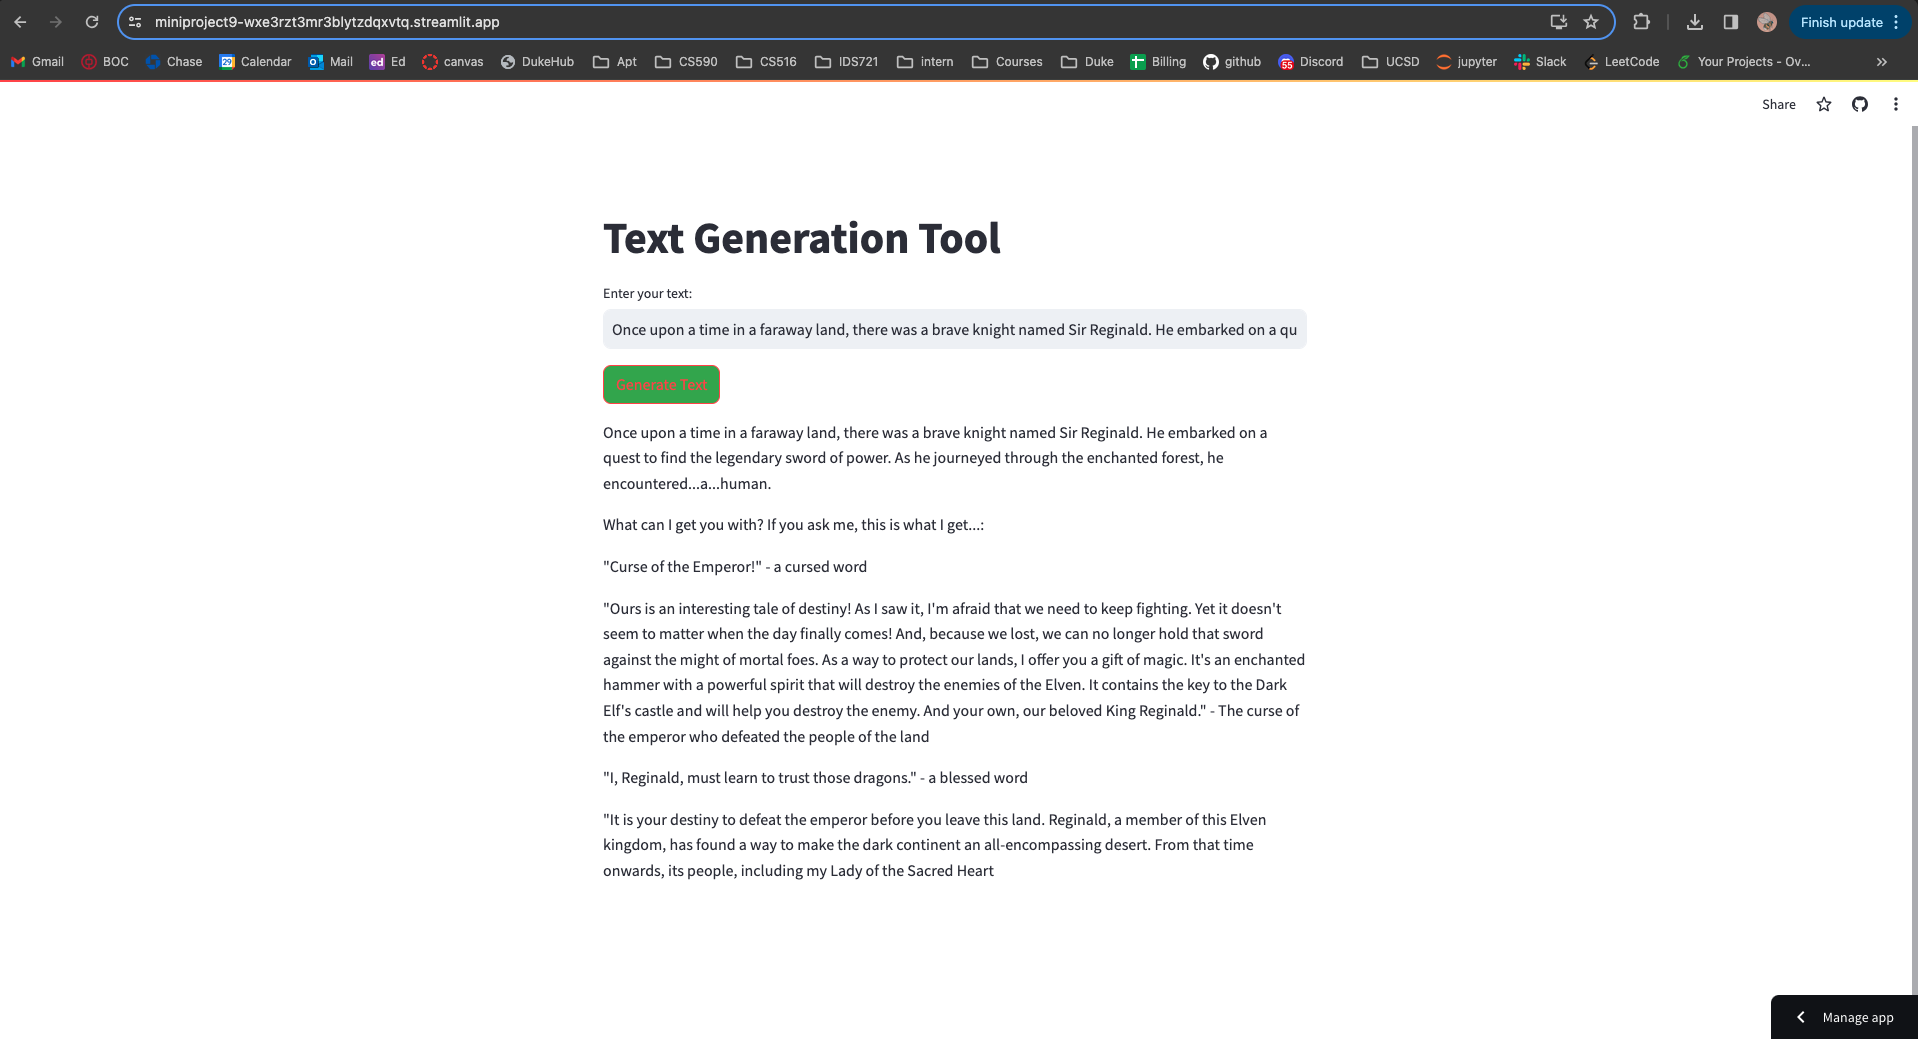 miniproject9-wxe3rzt3mr3blytzdqxvtq.streamlit.app
Finish update
Gmail BOC Chase Calendar Mail Ed canvas DukeHub Apt CS590 CS516 IDS721 intern Courses Duke Billing github Discord UCSD jupyter Slack LeetCode Your Projects - Ov...
Share
Text Generation Tool
Enter your text:
Once upon a time in a faraway land, there was a brave knight named Sir Reginald. He embarked on a qu
Generate Text
Once upon a time in a faraway land, there was a brave knight named Sir Reginald. He embarked on a
quest to find the legendary sword of power. As he journeyed through the enchanted forest, he
encountered...a...human.
What can I get you with? If you ask me, this is what I get...:
"Curse of the Emperor!" - a cursed word
"Ours is an interesting tale of destiny! As I saw it, I'm afraid that we need to keep fighting. Yet it doesn't
seem to matter when the day finally comes! And, because we lost, we can no longer hold that sword
against the might of mortal foes. As a way to protect our lands, I offer you a gift of magic. It's an enchanted
hammer with a powerful spirit that will destroy the enemies of the Elven. It contains the key to the Dark
Elf's castle and will help you destroy the enemy. And your own, our beloved King Reginald." - The curse of
the emperor who defeated the people of the land
"I, Reginald, must learn to trust those dragons." - a blessed word
"It is your destiny to defeat the emperor before you leave this land. Reginald, a member of this Elven
kingdom, has found a way to make the dark continent an all-encompassing desert. From that time
onwards, its people, including my Lady of the Sacred Heart
Manage app